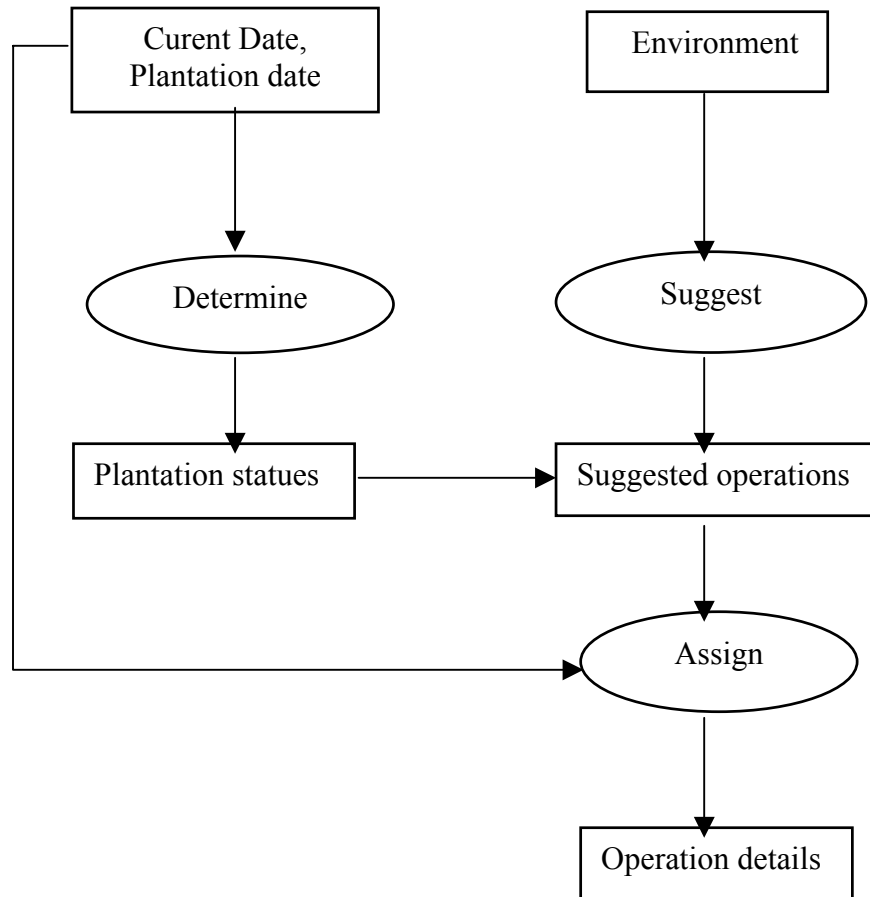 Curent Date,
Plantation date
Environment
Determine
Suggest
Plantation statues
Suggested operations
Assign
Operation details